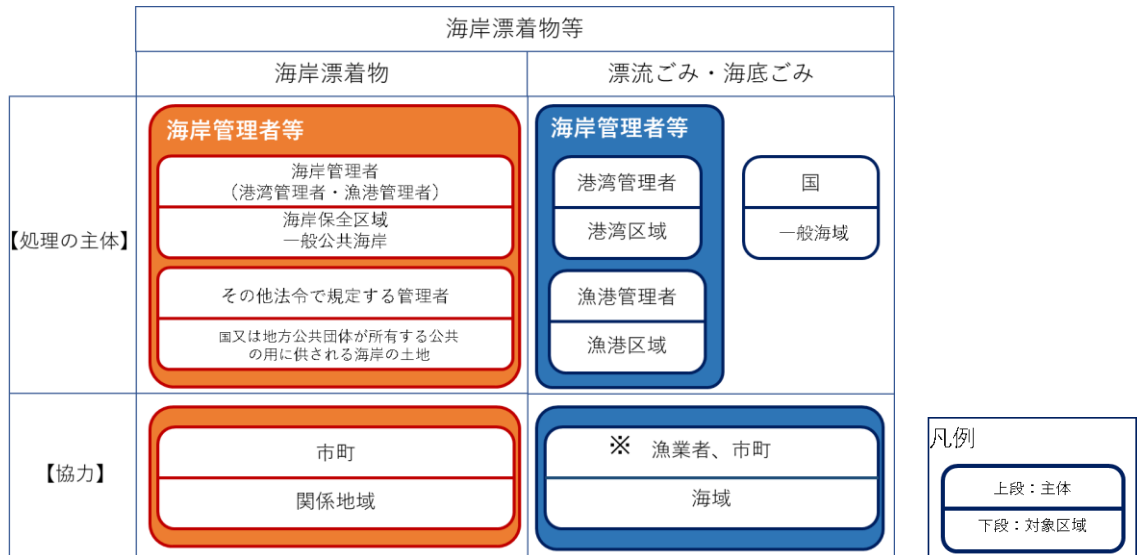 海岸漂着物等
海岸漂着物
漂流ごみ・海底ごみ
【処理の主体】
海岸管理者等
海岸管理者
（港湾管理者・漁港管理者）
海岸保全区域
一般公共海岸
その他法令で規定する管理者
国又は地方公共団体が所有する公共
の用に供される海岸の土地
海岸管理者等
港湾管理者
港湾区域
漁港管理者
漁港区域
国
一般海域
【協力】
市町
関係地域
※ 漁業者、市町
海域
凡例
上段：主体
下段：対象区域